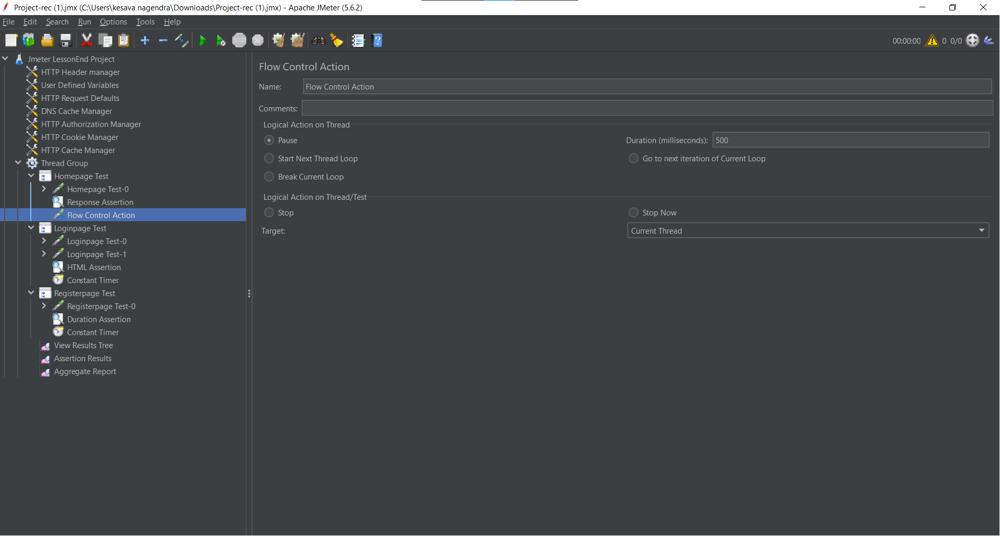 Project-rec (1).jmx (C:\Users\kesava nagendra\Downloads\Project-rec (1).jmx) - Apache JMeter (5.6.2)
File Edit Search Run Options Tools Help
STOP 00:00:00 0 0/0
Jmeter LessonEnd Project
HTTP Header manager
User Defined Variables
HTTP Request Defaults
DNS Cache Manager
HTTP Authorization Manager
HTTP Cookie Manager
HTTP Cache Manager
Thread Group
Homepage Test
Homepage Test-0
Response Assertion
Flow Control Action
Loginpage Test
Loginpage Test-0
Loginpage Test-1
HTML Assertion
Constant Timer
Registerpage Test
Registerpage Test-0
Duration Assertion
Constant Timer
View Results Tree
Assertion Results
Aggregate Report
Flow Control Action
Name: Flow Control Action
Comments:
Logical Action on Thread
Pause Duration (milliseconds): 500
Start Next Thread Loop Go to next iteration of Current Loop
Break Current Loop
Logical Action on Thread/Test
Stop Stop Now
Target: Current Thread